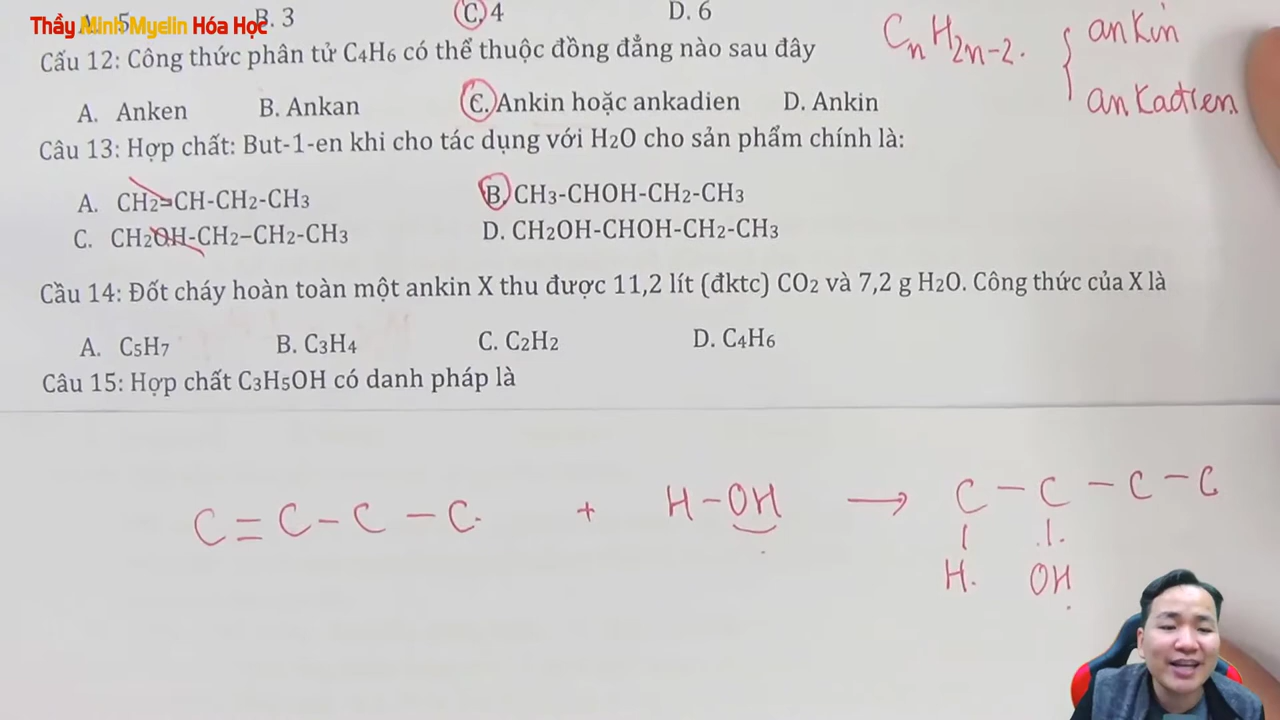 Thầy Minh Myelin Hóa Học
A. 5 B. 3 C. 4 D. 6
Cấu 12: Công thức phân tử C4H6 có thể thuộc đồng đẳng nào sau đây
A. Anken B. Ankan C. Ankin hoặc ankadien D. Ankin
CnH2n-2. ankin
ankadien
Câu 13: Hợp chất: But-1-en khi cho tác dụng với H2O cho sản phẩm chính là:
A. CH2=CH-CH2-CH3 B. CH3-CHOH-CH2-CH3
C. CH2OH-CH2–CH2-CH3 D. CH2OH-CHOH-CH2-CH3
Cầu 14: Đốt cháy hoàn toàn một ankin X thu được 11,2 lít (đktc) CO2 và 7,2 g H2O. Công thức của X là
A. C5H7 B. C3H4 C. C2H2 D. C4H6
Câu 15: Hợp chất C3H5OH có danh pháp là
C = C – C – C. + H – OH → C – C – C – C
H. OH